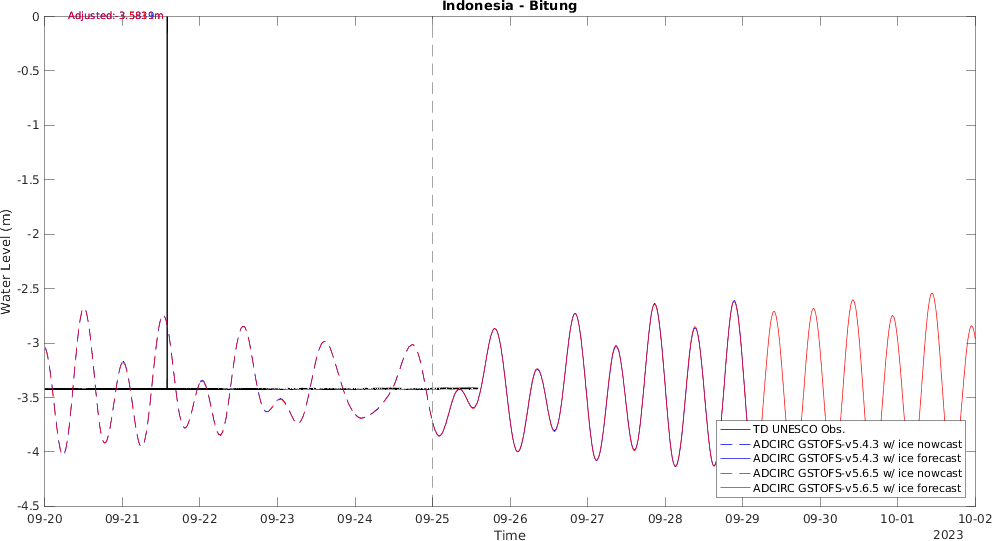 Indonesia - Bitung
Water Level (m)
0
-0.5
-1
-1.5
-2
-2.5
-3
-3.5
-4
-4.5
TD UNESCO Obs.
ADCIRC GSTOFS-v5.4.3 w/ ice nowcast
ADCIRC GSTOFS-v5.4.3 w/ ice forecast
ADCIRC GSTOFS-v5.6.5 w/ ice nowcast
ADCIRC GSTOFS-v5.6.5 w/ ice forecast
09-20 09-21 09-22 09-23 09-24 09-25 09-26 09-27 09-28 09-29 09-30 10-01 10-02
Time
2023